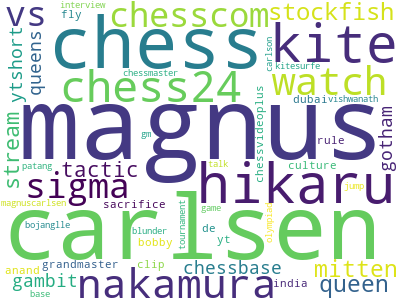 interview
vs fly chesscom stockfish
queens ytshort chess kite
chessmaster carlson kitesurfe
chess24 watch
dubai vishwanath
magnus
stream chessvideoplus gm rule gotham
patang tactic talk culture
sigma hikaru
sacrifice jump
magnuscarlsen
carlsen
bojanglle blunder tournament game de olympiad
bobby yt
anand grandmaster clip chessbase mitten
gambit nakamura india queen
base